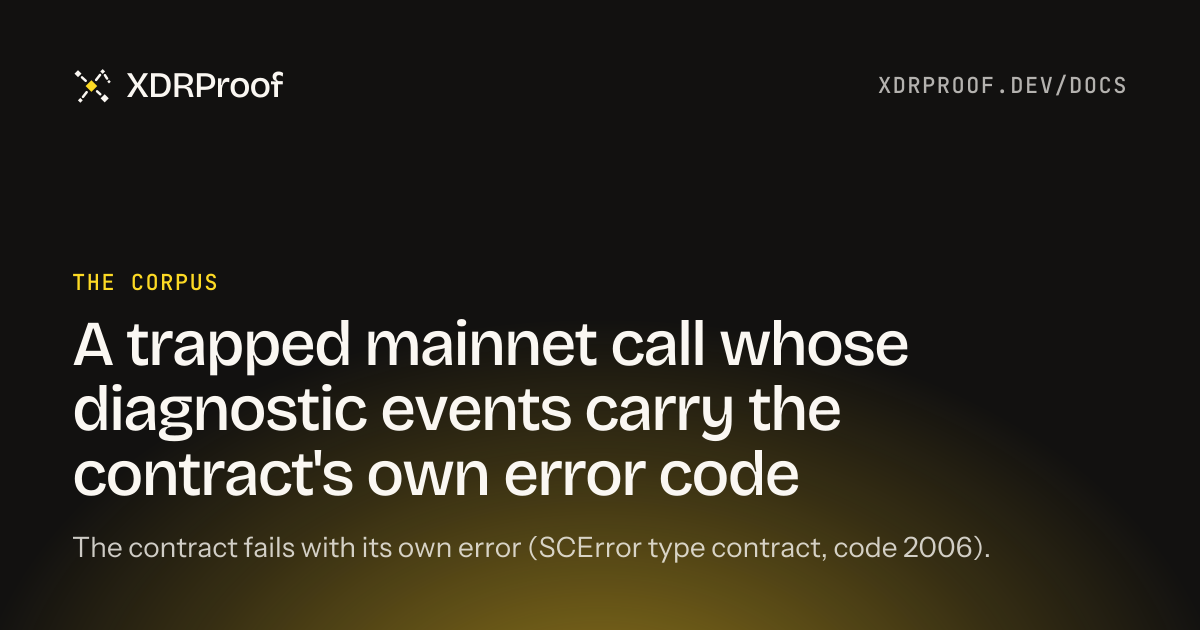 XDRProof
XDRPROOF.DEV/DOCS
THE CORPUS
A trapped mainnet call whose
diagnostic events carry the
contract's own error code
The contract fails with its own error (SCError type contract, code 2006).